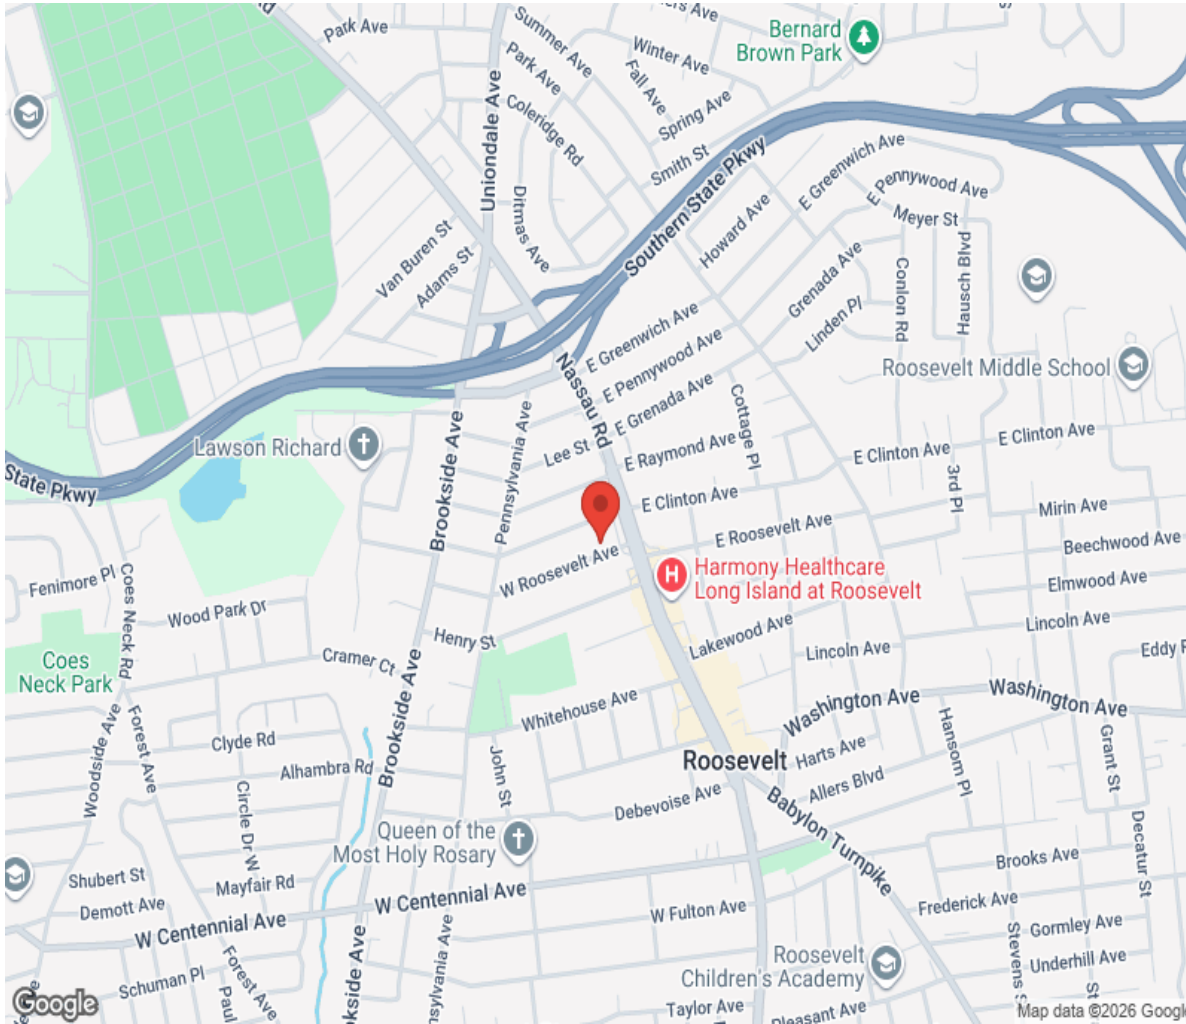 Park Ave
Summer Ave
Winter Ave
Bernard
Brown Park
Park Ave
Fall Ave
Spring Ave
Coleridge Rd
Uniondale Ave
Smith St
Ditmas Ave
Southern State Pkwy
Howard Ave
E Greenwich Ave
E Pennywood Ave
Meyer St
Van Buren St
Adams St
Grenada Ave
Linden Pl
Conlon Rd
Hausch Blvd
E Greenwich Ave
E Pennywood Ave
E Grenada Ave
Nassau Rd
Cottage Pl
Roosevelt Middle School
Lawson Richard
Brookside Ave
Pennsylvania Ave
Lee St
E Raymond Ave
E Clinton Ave
E Clinton Ave
State Pkwy
E Clinton Ave
3rd Pl
Mirin Ave
E Roosevelt Ave
Beechwood Ave
W Roosevelt Ave
Harmony Healthcare
Long Island at Roosevelt
Elmwood Ave
Fenimore Pl
Coes Neck Rd
Wood Park Dr
Henry St
Lakewood Ave
Lincoln Ave
Lincoln Ave
Eddy
Coes
Neck Park
Cramer Ct
Brookside Ave
Whitehouse Ave
Washington Ave
Washington Ave
Woodside Ave
Forest Ave
Clyde Rd
Alhambra Rd
John St
Roosevelt
Harts Ave
Hansom Pl
Grant St
Allers Blvd
Circle Dr W
Debevoise Ave
Babylon Turnpike
Queen of the
Most Holy Rosary
Decatur St
Shubert St
Mayfair Rd
Brooks Ave
Demott Ave
W Centennial Ave
W Centennial Ave
W Fulton Ave
Frederick Ave
Gormley Ave
Underhill Ave
Stevens S
St
Forest Ave
Schuman Pl
Paul
kside Ave
nsylvania Ave
Roosevelt
Children's Academy
Taylor Ave
Pleasant Ave
Google
Map data ©2026 Google